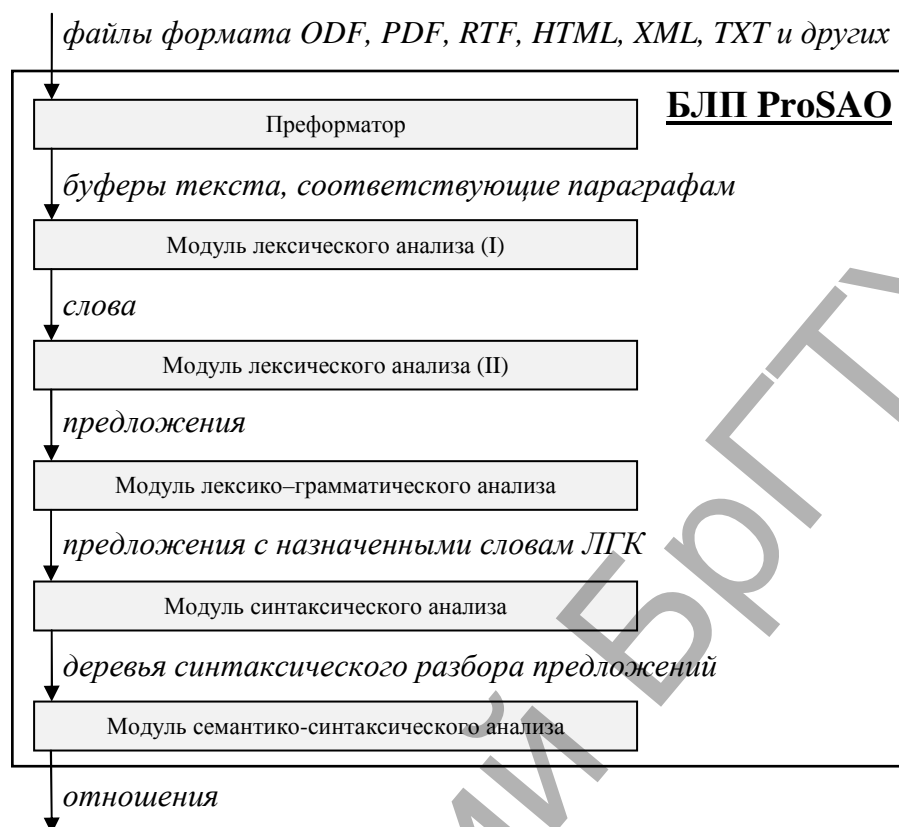 файлы формата ODF, PDF, RTF, HTML, XML, TXT и других
БЛП ProSAO
Преформатор
буферы текста, соответствующие параграфам
Модуль лексического анализа (I)
слова
Модуль лексического анализа (II)
предложения
Модуль лексико–грамматического анализа
предложения с назначенными словам ЛГК
Модуль синтаксического анализа
деревья синтаксического разбора предложений
Модуль семантико-синтаксического анализа
отношения
ий БрГТУ